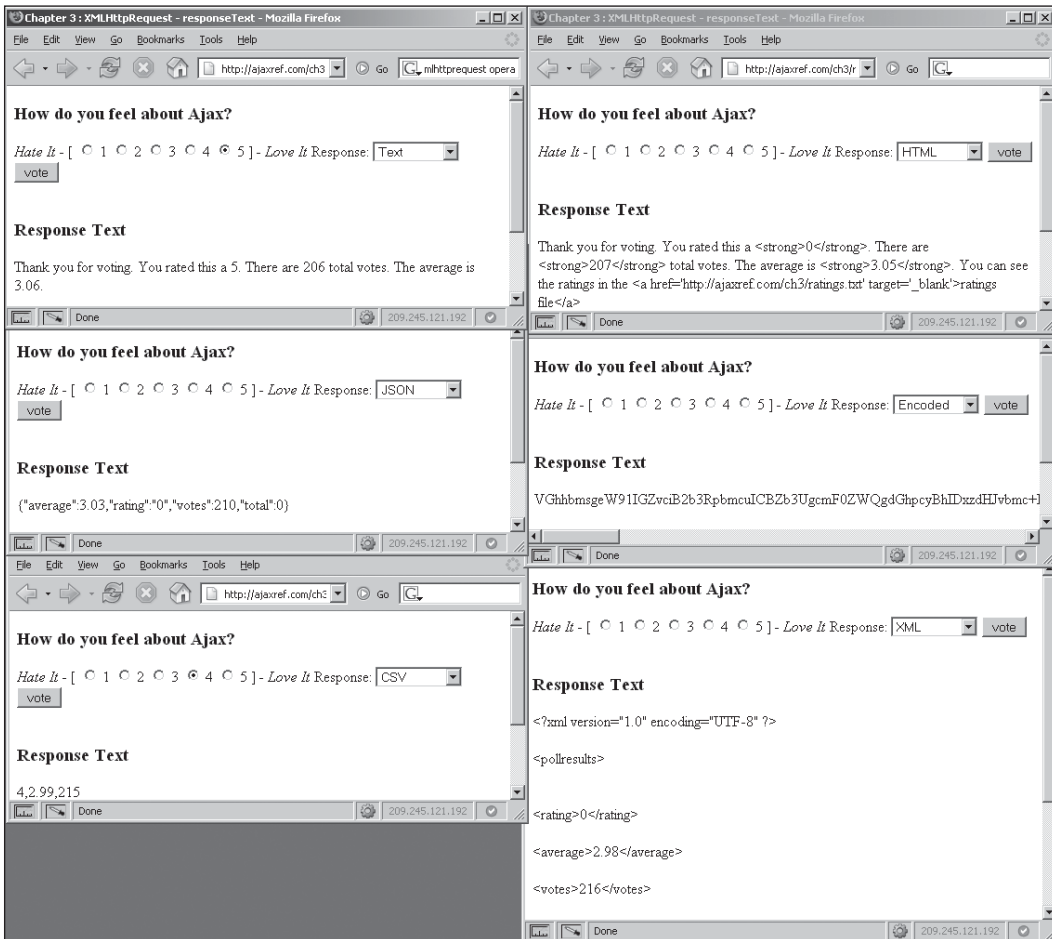 Chapter 3 : XMLHttpRequest - responseText - Mozilla Firefox
File Edit View Go Bookmarks Tools Help
http://ajaxref.com/ch3 Go mlhttprequest opera
How do you feel about Ajax?
Hate It - [ 1 2 3 4 5 ] - Love It Response: Text
vote
Response Text
Thank you for voting. You rated this a 5. There are 206 total votes. The average is
3.06.
Done 209.245.121.192
Chapter 3 : XMLHttpRequest - responseText - Mozilla Firefox
File Edit View Go Bookmarks Tools Help
http://ajaxref.com/ch3/r Go
How do you feel about Ajax?
Hate It - [ 1 2 3 4 5 ] - Love It Response: HTML vote
Response Text
Thank you for voting. You rated this a <strong>0</strong>. There are
<strong>207</strong> total votes. The average is <strong>3.05</strong>. You can see
the ratings in the <a href='http://ajaxref.com/ch3/ratings.txt' target='_blank'>ratings
file</a>
Done 209.245.121.192
How do you feel about Ajax?
Hate It - [ 1 2 3 4 5 ] - Love It Response: JSON
vote
Response Text
{"average":3.03,"rating":"0","votes":210,"total":0}
Done 209.245.121.192
How do you feel about Ajax?
Hate It - [ 1 2 3 4 5 ] - Love It Response: Encoded vote
Response Text
VGhhbmsgeW91IGZvciB2b3RpbmcuICBZb3UgcmF0ZWQgdGhpcyBhIDxzdHJvbmc+
Done 209.245.121.192
File Edit View Go Bookmarks Tools Help
http://ajaxref.com/ch3 Go
How do you feel about Ajax?
Hate It - [ 1 2 3 4 5 ] - Love It Response: CSV
vote
Response Text
4,2.99,215
Done 209.245.121.192
How do you feel about Ajax?
Hate It - [ 1 2 3 4 5 ] - Love It Response: XML vote
Response Text
<?xml version="1.0" encoding="UTF-8" ?>
<pollresults>
<rating>0</rating>
<average>2.98</average>
<votes>216</votes>
Done 209.245.121.192